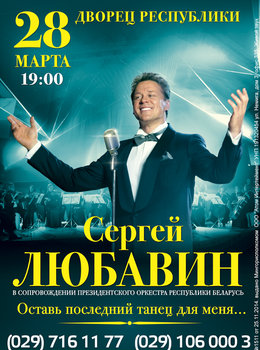 28
МАРТА
19:00
ДВОРЕЦ РЕСПУБЛИКИ
Сергей
ЛЮБАВИН
В СОПРОВОЖДЕНИИ ПРЕЗИДЕНТСКОГО ОРКЕСТРА РЕСПУБЛИКИ БЕЛАРУСЬ
Оставь последний танец для меня...
(029) 716 11 77 (029) 106 000 3